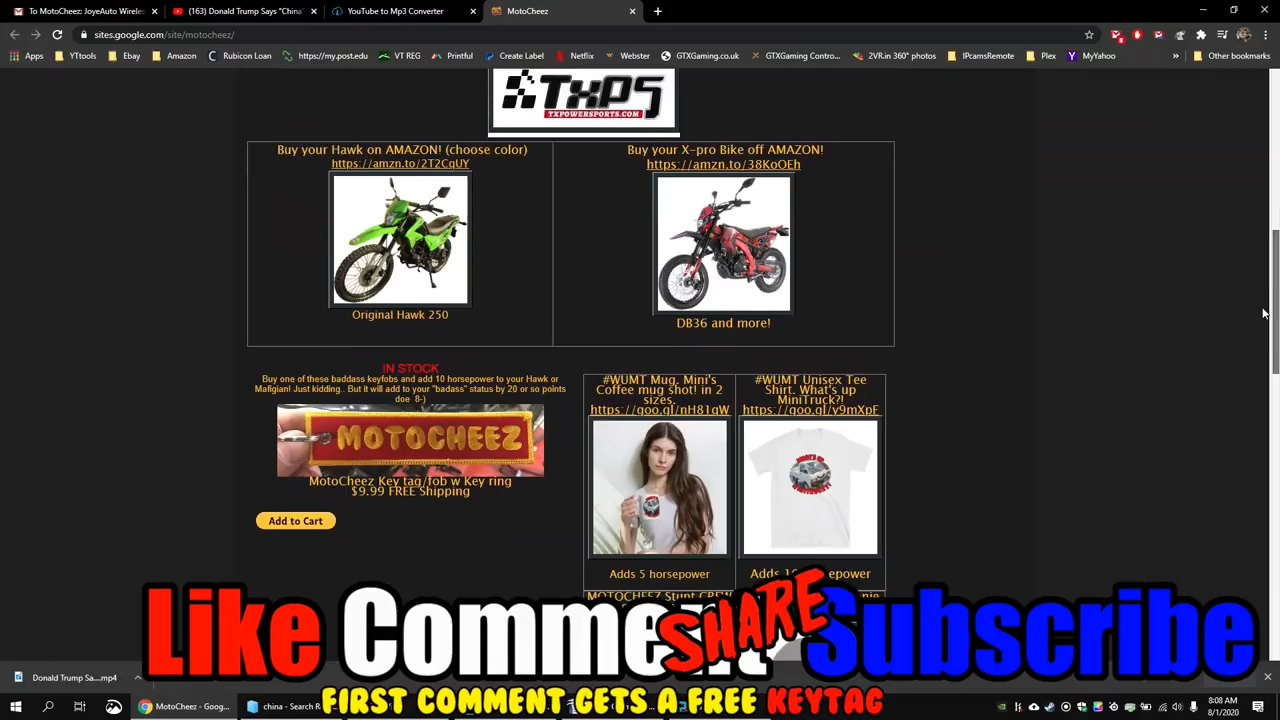 To MotoCheez: JoyeAuto Wireles
(163) Donald Trump Says "China"
YouTube to Mp3 Converter
MotoCheez
sites.google.com/site/motocheez/
Apps
YTTools
Ebay
Amazon
Rubicon Loan
https://my.post.edu
VT REG
Printful
Create Label
Netflix
Webster
GTXGaming.co.uk
GTXGaming Contro...
2VR.in 360° photos
IPcamsRemote
Plex
MyYahoo
»
Other bookmarks
TXPS
TXPOWERSPORTS.COM
Buy your Hawk on AMAZON! (choose color)
https://amzn.to/2T2CqUY
Original Hawk 250
Buy your X-pro Bike off AMAZON!
https://amzn.to/38KoOEh
DB36 and more!
IN STOCK
Buy one of these baddass keyfobs and add 10 horsepower to your Hawk or
Mafigian! Just kidding.. But it will add to your "badass" status by 20 or so points
doe 8-)
MOTOCHEEZ
MotoCheez Key tag/fob w Key ring
$9.99 FREE Shipping
Add to Cart
#WUMT Mug. Mini's
Coffee mug shot! in 2
sizes.
https://goo.gl/nH81qW
Adds 5 horsepower
MOTOCHEEZ Stunt CREW
#WUMT Unisex Tee
Shirt. What's up
MiniTruck?!
https://goo.gl/v9mXpF
Like Comment SHARE Subscribe
FIRST COMMENT GETS A FREE KEYTAG
Donald Trump Sa....mp4
MotoCheez - Goog...
china - Search R
8:08 AM
8/1/2020